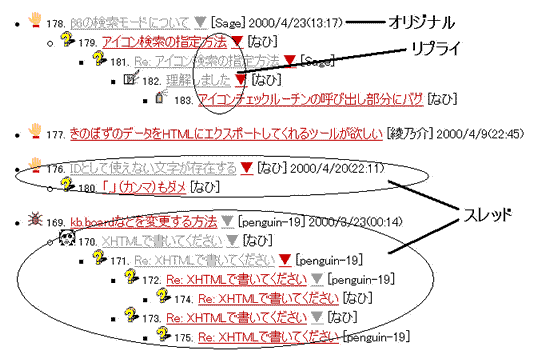 178. β6の検索モードについて ▼ [Sage] 2000/4/23(13:17) オリジナル
179. アイコン検索の指定方法 ▼ [なひ] リプライ
181. Re: アイコン検索の指定方法 ▼ [Sage]
182. 理解しました ▼ [なひ]
183. アイコンチェックルーチンの呼び出し部分にバグ [なひ]
177. きのぼずのデータをHTMLにエクスポートしてくれるツールが欲しい [綾乃介] 2000/4/9(22:45)
176. IDとして使えない文字が存在する ▼ [なひ] 2000/4/20(22:11)
180. 「,」(カンマ)もダメ [なひ]
スレッド
169. kb.boardなどを変更する方法 ▼ [penguin-19] 2000/3/23(00:14)
170. XHTMLで書いてください ▼ [なひ]
171. Re: XHTMLで書いてください ▼ [penguin-19]
172. Re: XHTMLで書いてください ▼ [penguin-19]
174. Re: XHTMLで書いてください [なひ]
173. Re: XHTMLで書いてください ▼ [なひ]
175. Re: XHTMLで書いてください [penguin-19]